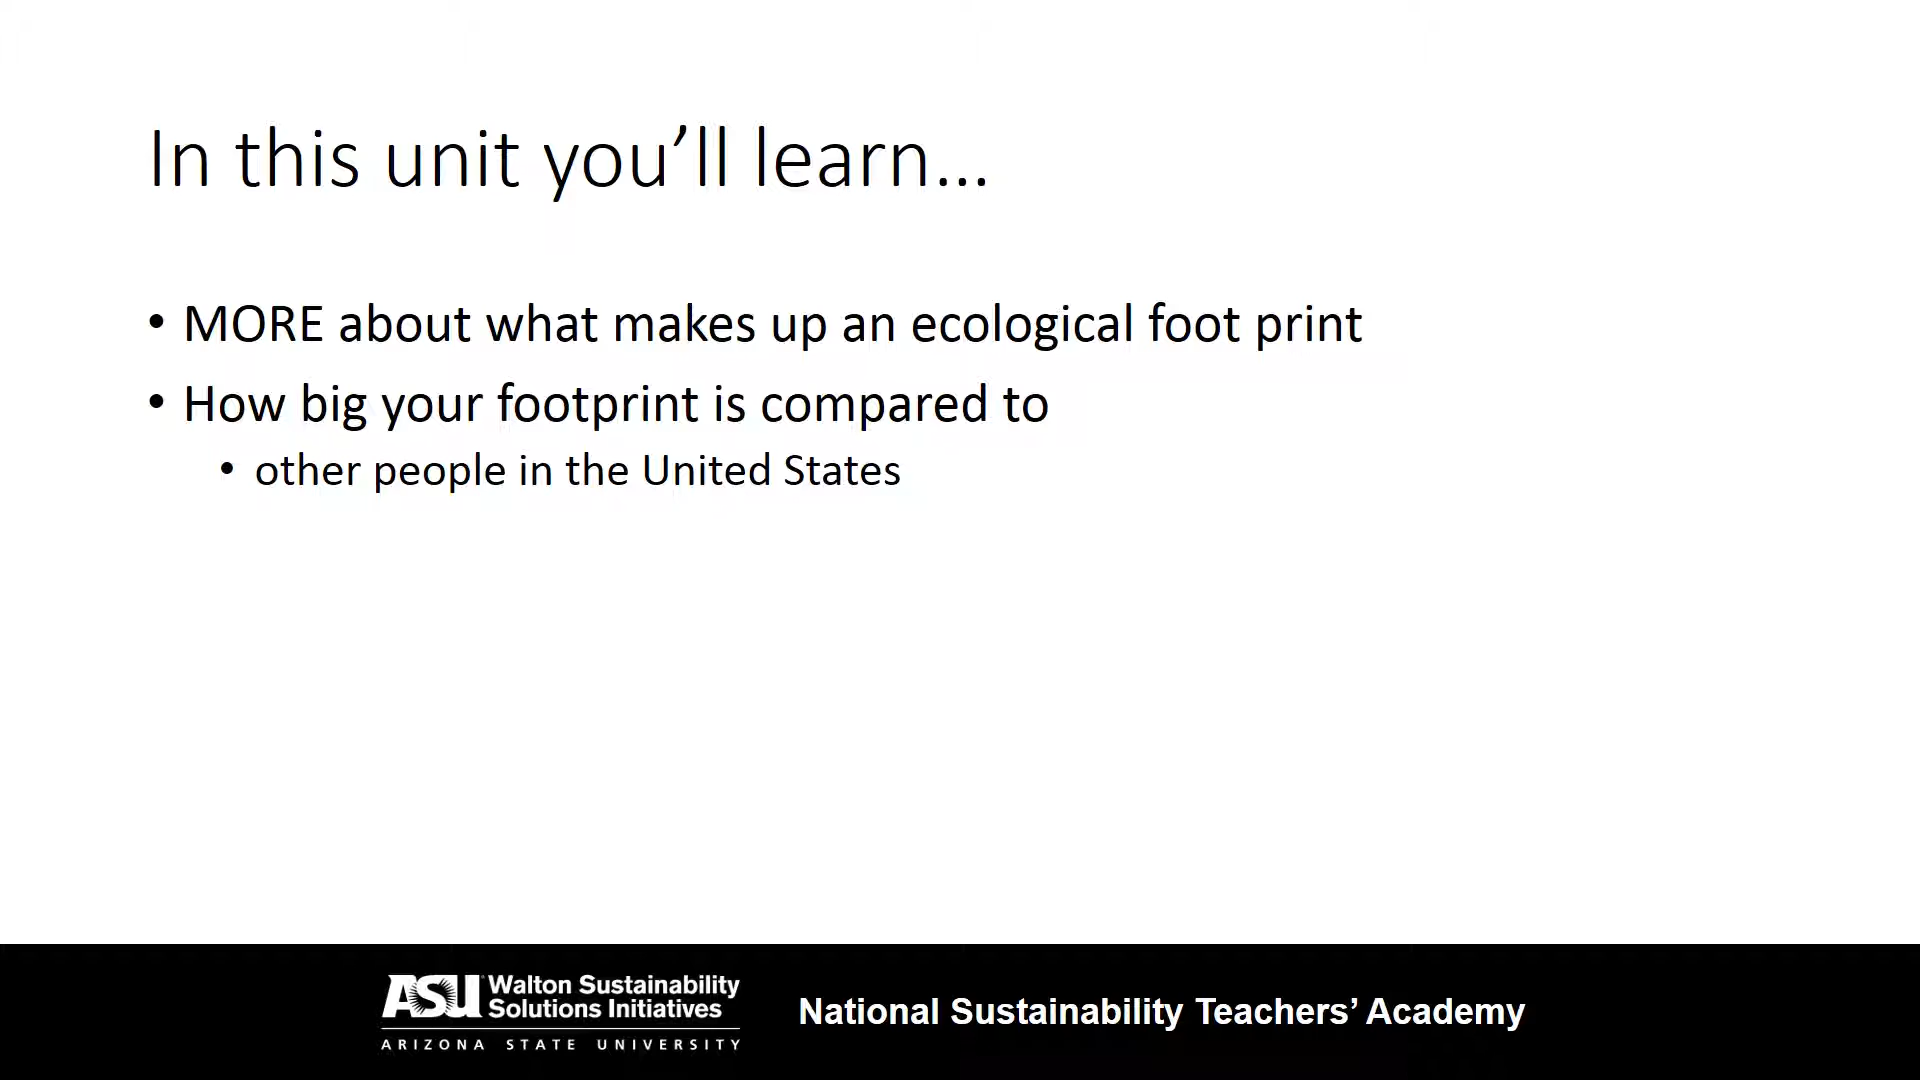 In this unit you’ll learn…
• MORE about what makes up an ecological foot print
• How big your footprint is compared to
• other people in the United States
ASU Walton Sustainability
Solutions Initiatives
ARIZONA STATE UNIVERSITY
National Sustainability Teachers’ Academy